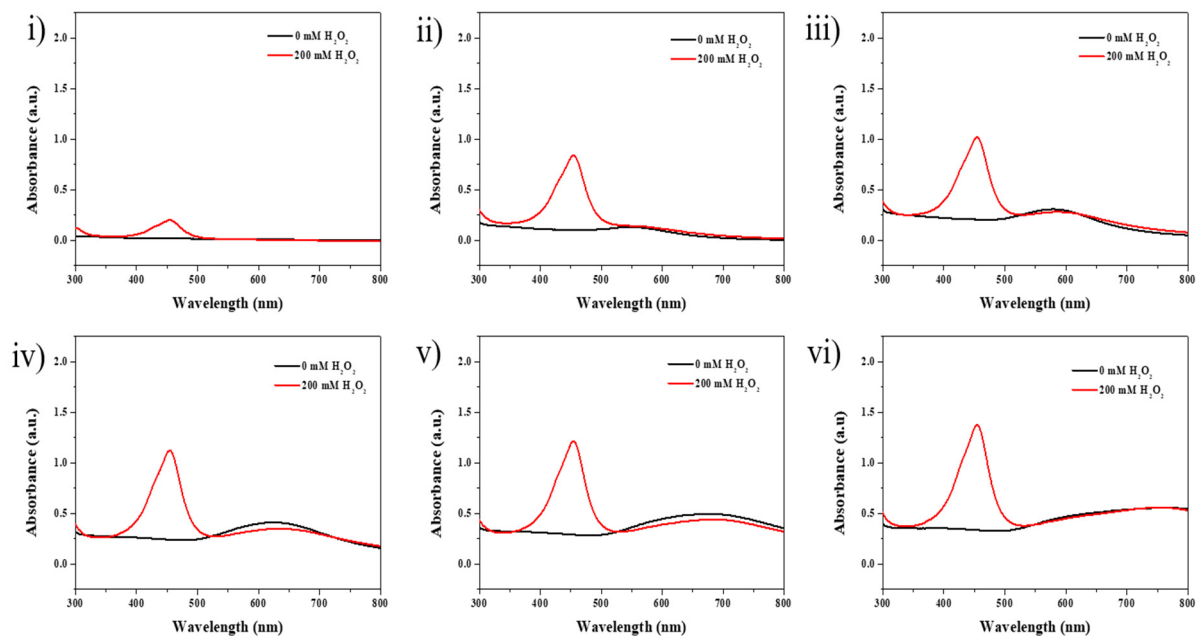 i)
2.0
1.5
1.0
0.5
0.0
Absorbance (a.u.)
0 mM H₂O₂
200 mM H₂O₂
300 400 500 600 700 800
Wavelength (nm)
ii)
2.0
1.5
1.0
0.5
0.0
Absorbance (a.u.)
0 mM H₂O₂
200 mM H₂O₂
300 400 500 600 700 800
Wavelength (nm)
iii)
2.0
1.5
1.0
0.5
0.0
Absorbance (a.u.)
0 mM H₂O₂
200 mM H₂O₂
300 400 500 600 700 800
Wavelength (nm)
iv)
2.0
1.5
1.0
0.5
0.0
Absorbance (a.u.)
0 mM H₂O₂
200 mM H₂O₂
300 400 500 600 700 800
Wavelength (nm)
v)
2.0
1.5
1.0
0.5
0.0
Absorbance (a.u.)
0 mM H₂O₂
200 mM H₂O₂
300 400 500 600 700 800
Wavelength (nm)
vi)
2.0
1.5
1.0
0.5
0.0
Absorbance (a.u)
0 mM H₂O₂
200 mM H₂O₂
300 400 500 600 700 800
Wavelength (nm)